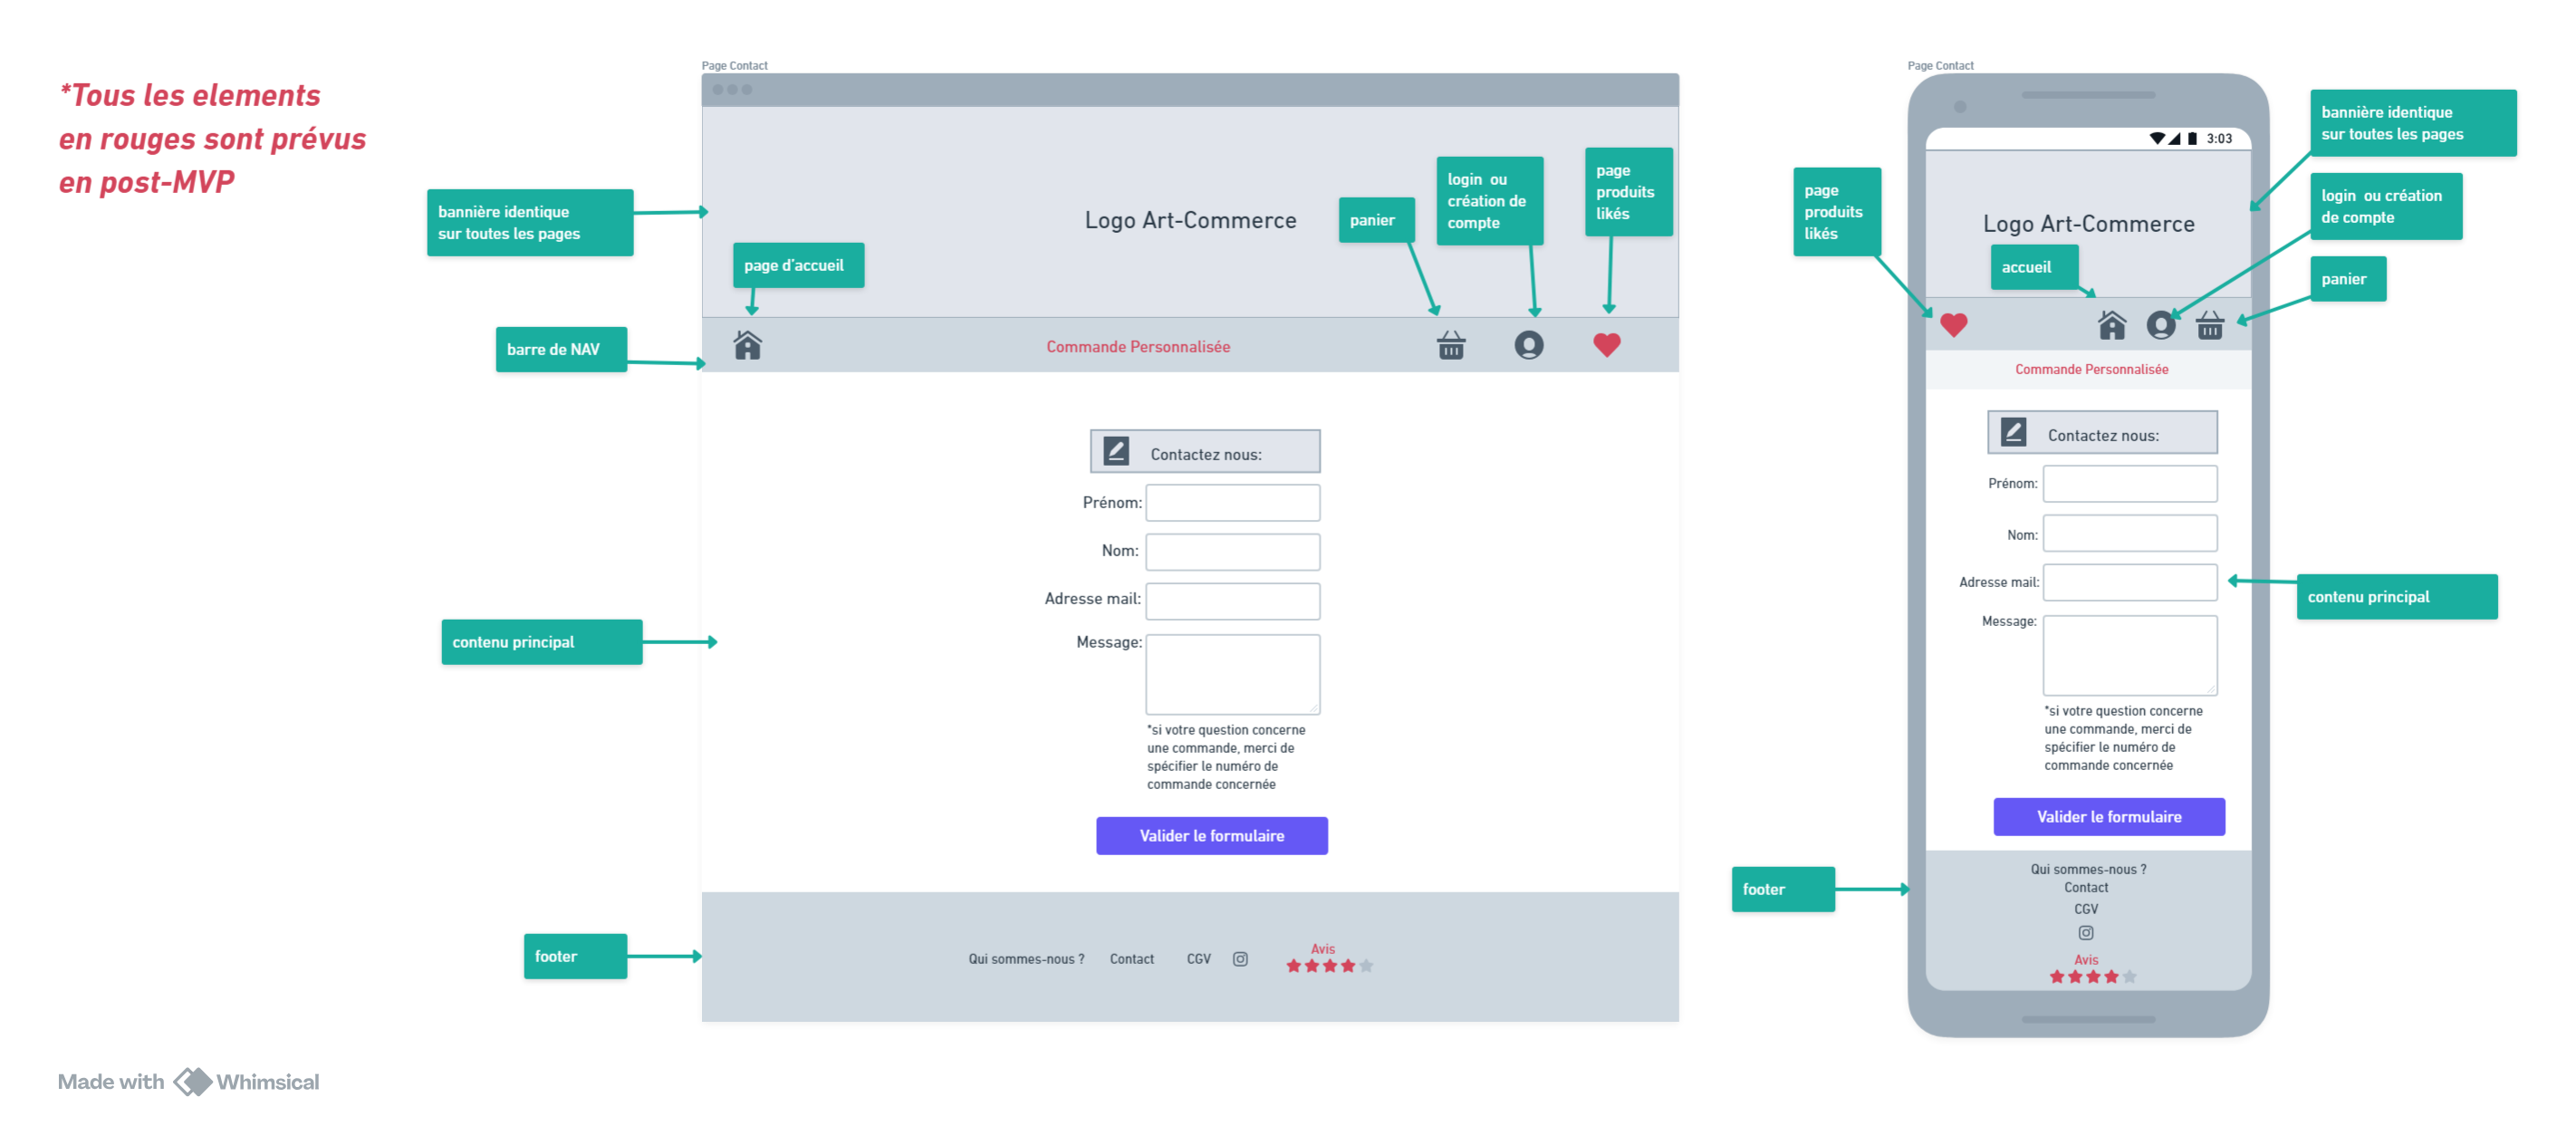 *Tous les elements
en rouges sont prévus
en post-MVP
Page Contact
bannière identique
sur toutes les pages
Logo Art-Commerce
page d'accueil
panier
login ou
création de
compte
page
produits
likés
barre de NAV
Commande Personnalisée
Contactez nous:
Prénom:
Nom:
Adresse mail:
contenu principal
Message:
*si votre question concerne
une commande, merci de
spécifier le numéro de
commande concernée
Valider le formulaire
footer
Qui sommes-nous ? Contact CGV
Avis
Page Contact
3:03
bannière identique
sur toutes les pages
page
produits
likés
login ou création
de compte
Logo Art-Commerce
accueil
panier
Commande Personnalisée
Contactez nous:
Prénom:
Nom:
Adresse mail:
contenu principal
Message:
*si votre question concerne
une commande, merci de
spécifier le numéro de
commande concernée
Valider le formulaire
footer
Qui sommes-nous ?
Contact
CGV
Avis
Made with Whimsical